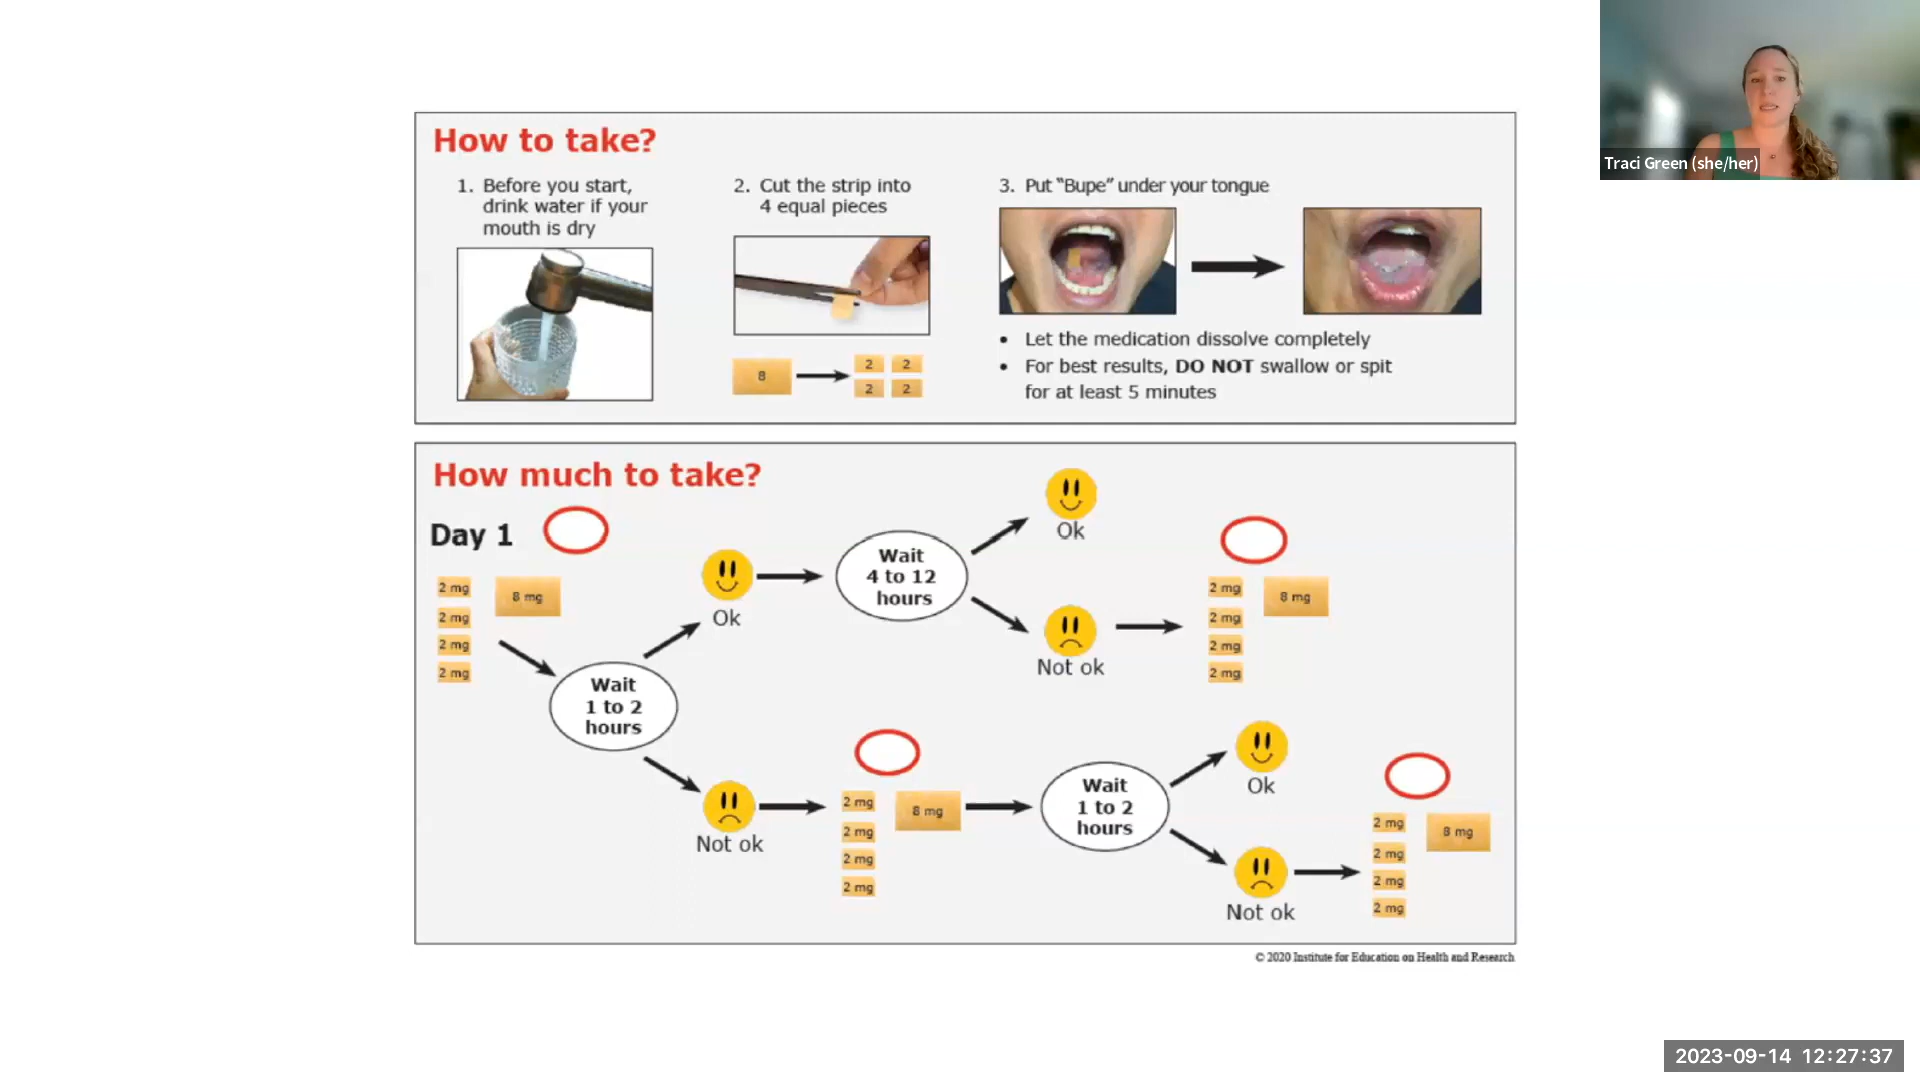 How to take?
1. Before you start,
drink water if your
mouth is dry
2. Cut the strip into
4 equal pieces
8
2 2
2 2
3. Put "Bupe" under your tongue
• Let the medication dissolve completely
• For best results, DO NOT swallow or spit
for at least 5 minutes
How much to take?
Day 1
2 mg
8 mg
2 mg
2 mg
2 mg
Wait
1 to 2
hours
Ok
Wait
4 to 12
hours
Ok
Not ok
2 mg
8 mg
2 mg
2 mg
2 mg
Not ok
2 mg
8 mg
2 mg
2 mg
2 mg
Wait
1 to 2
hours
Ok
Not ok
2 mg
8 mg
2 mg
2 mg
2 mg
© 2020 Institute for Education on Health and Research
Traci Green (she/her)
2023-09-14 12:27:37